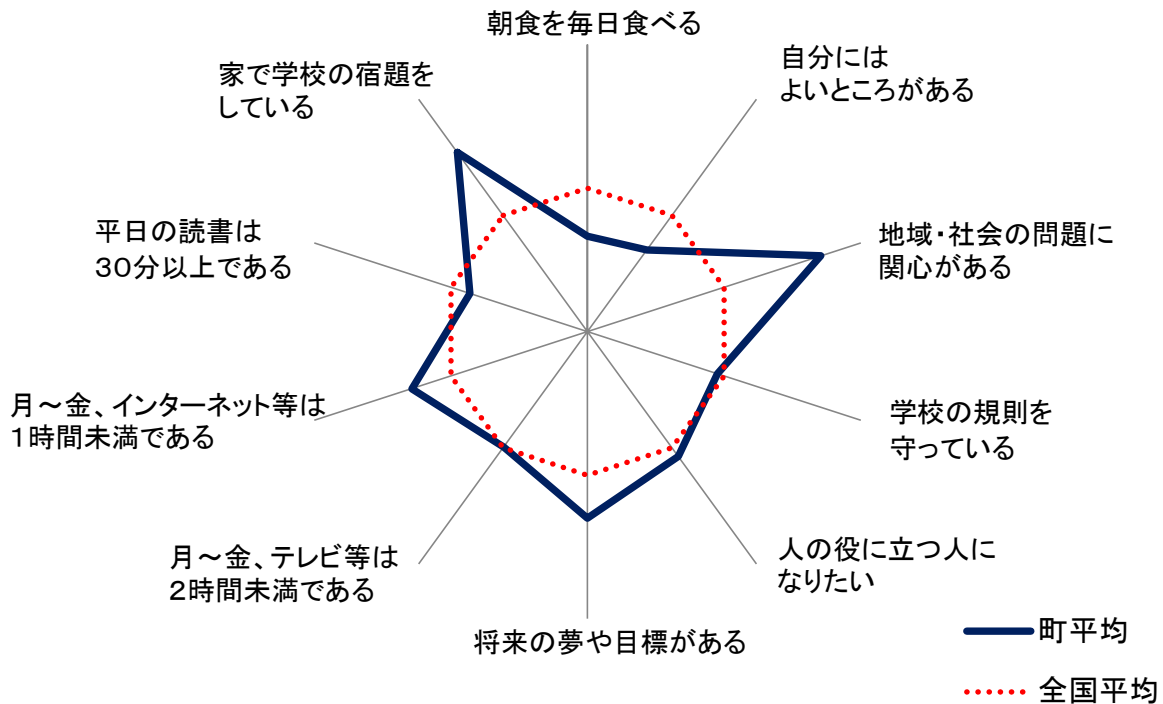 朝食を毎日食べる
自分には
よいところがある
地域・社会の問題に
関心がある
学校の規則を
守っている
人の役に立つ人に
なりたい
将来の夢や目標がある
月～金、テレビ等は
２時間未満である
月～金、インターネット等は
１時間未満である
平日の読書は
３０分以上である
家で学校の宿題を
している
町平均
全国平均